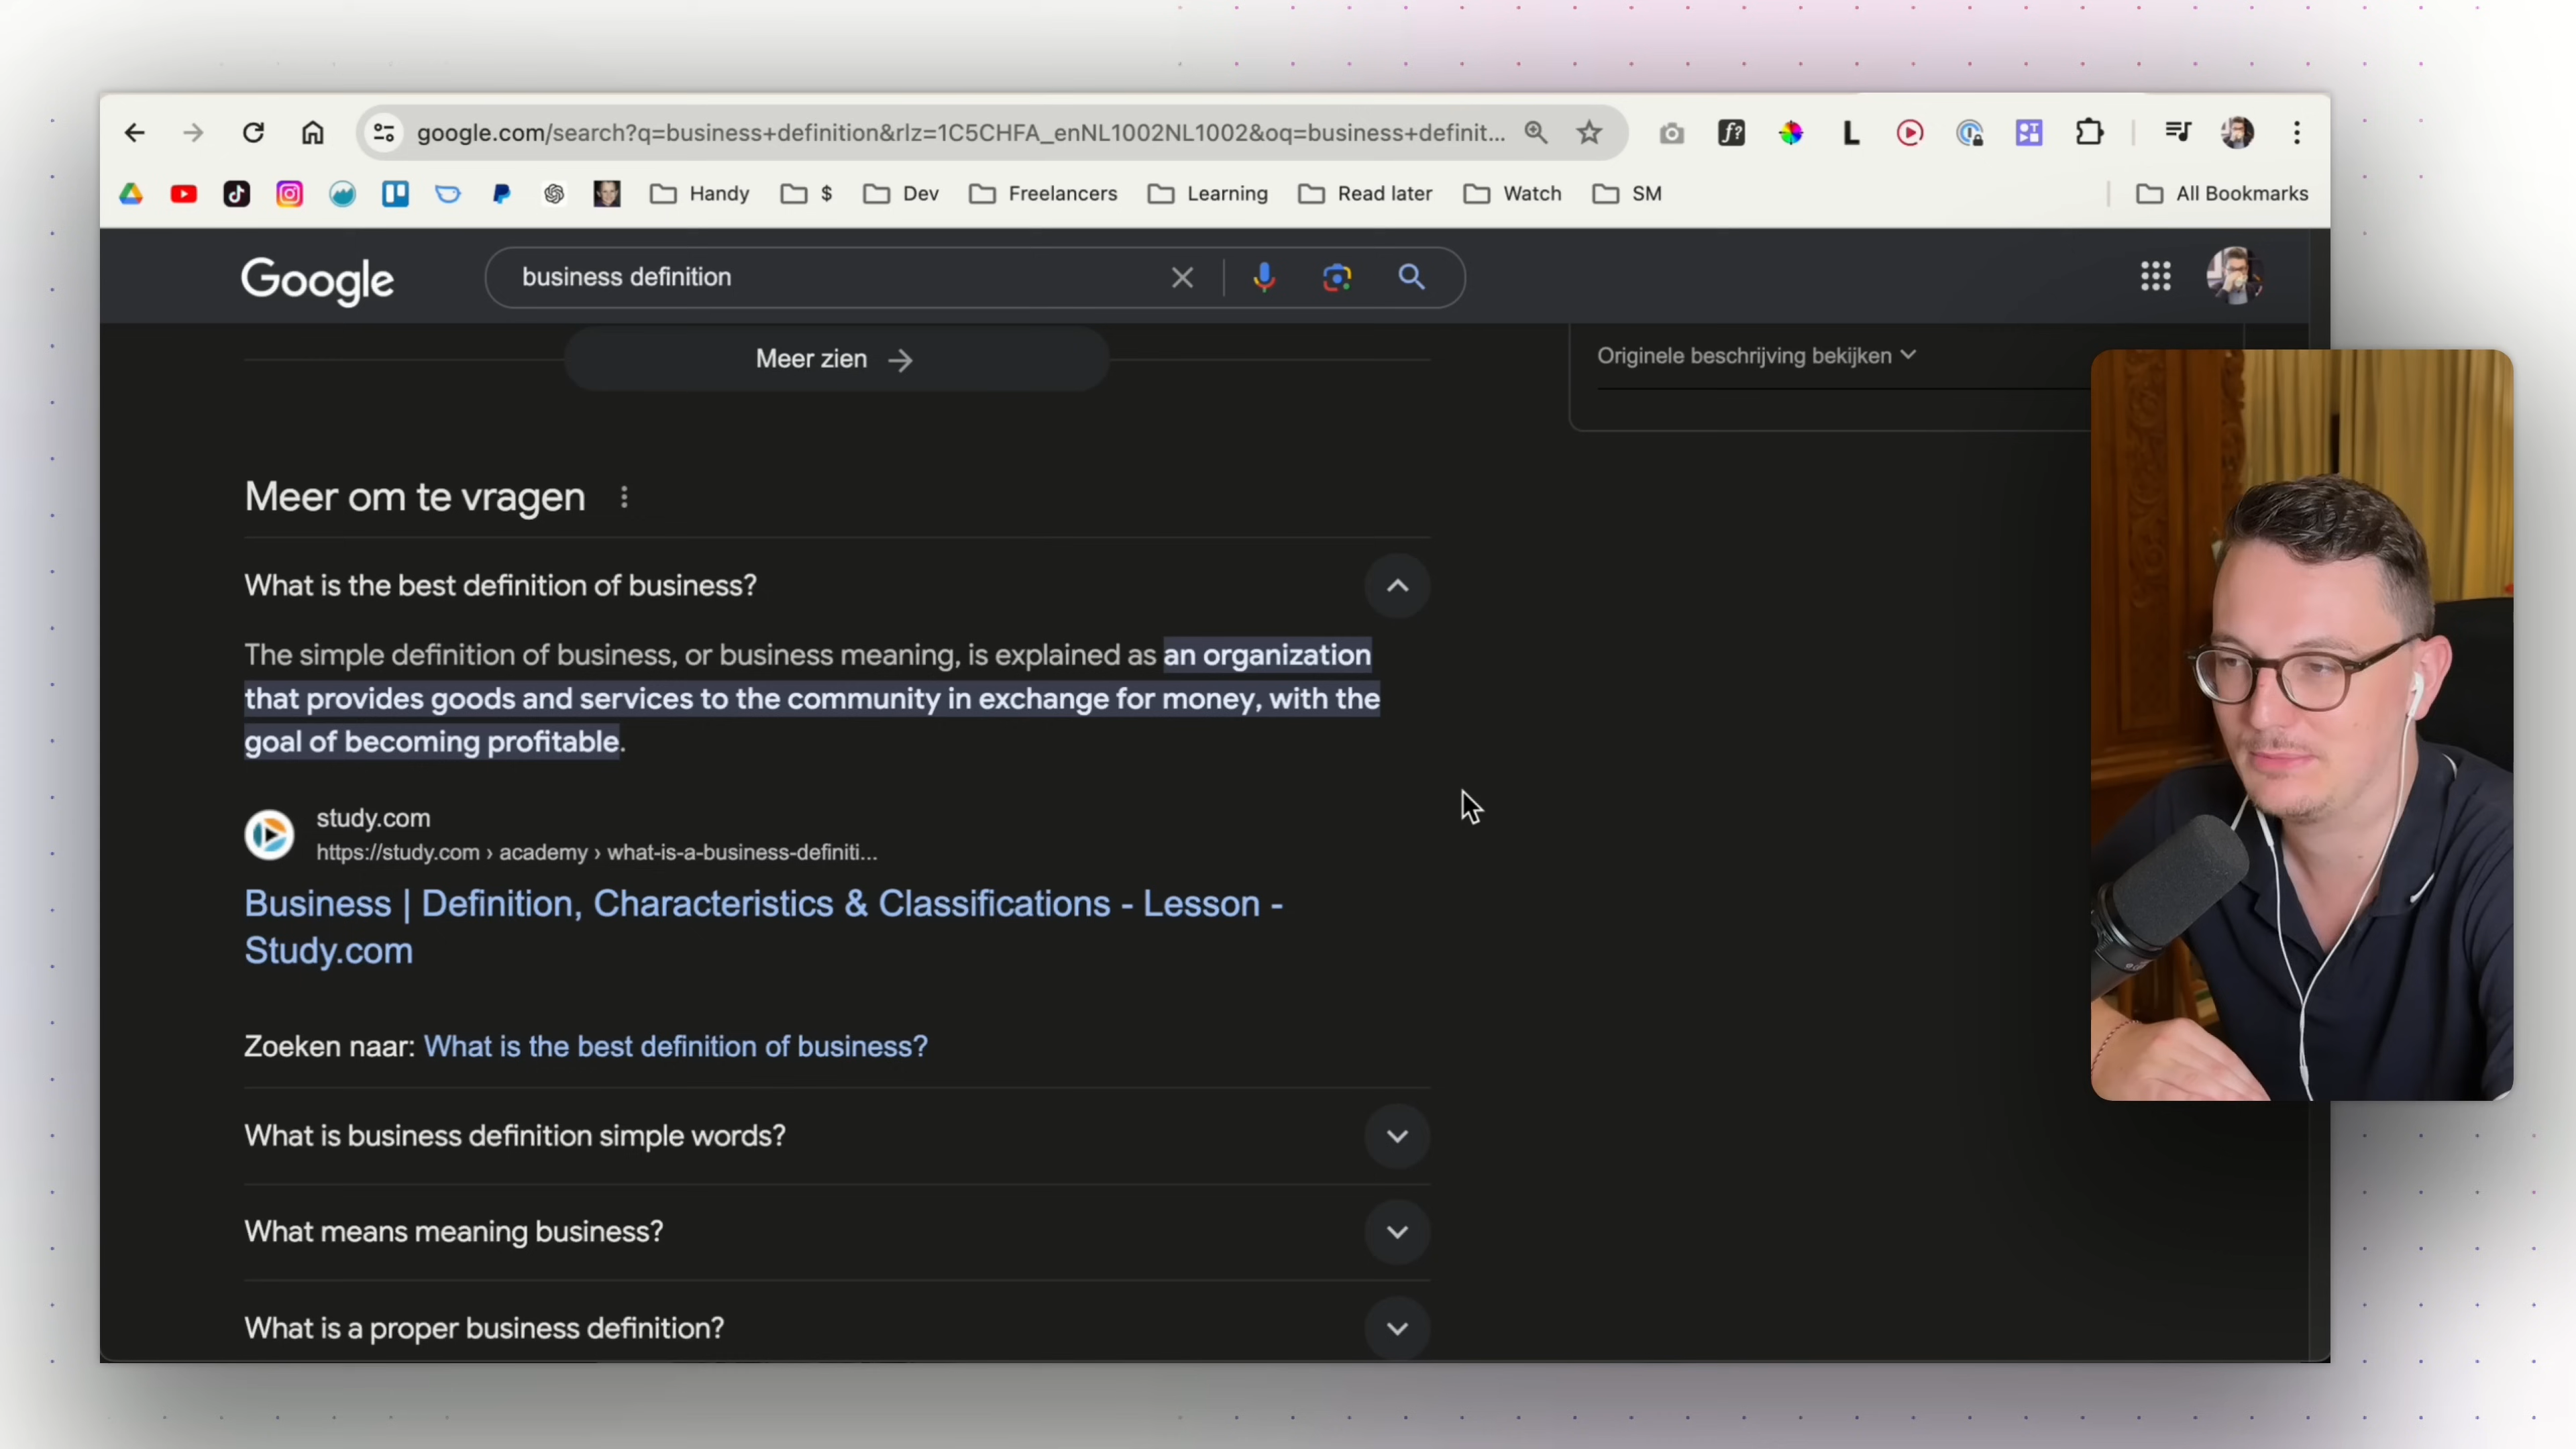 google.com/search?q=business+definition&rlz=1C5CHFA_enNL1002NL1002&oq=business+definit...
Handy
$
Dev
Freelancers
Learning
Read later
Watch
SM
All Bookmarks
Google
business definition
Meer zien
Originele beschrijving bekijken
Meer om te vragen
What is the best definition of business?
The simple definition of business, or business meaning, is explained as an organization
that provides goods and services to the community in exchange for money, with the
goal of becoming profitable.
study.com
https://study.com › academy › what-is-a-business-definiti...
Business | Definition, Characteristics & Classifications - Lesson -
Study.com
Zoeken naar: What is the best definition of business?
What is business definition simple words?
What means meaning business?
What is a proper business definition?